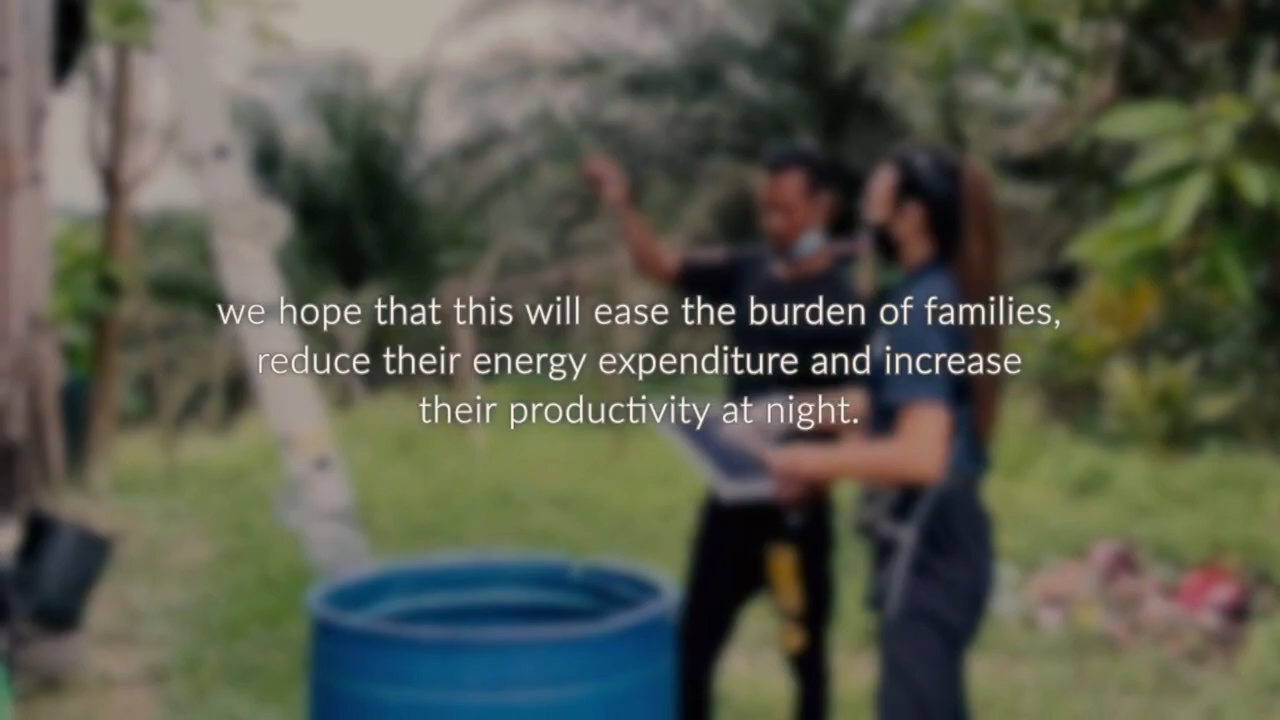 we hope that this will ease the burden of families,
reduce their energy expenditure and increase
their productivity at night.